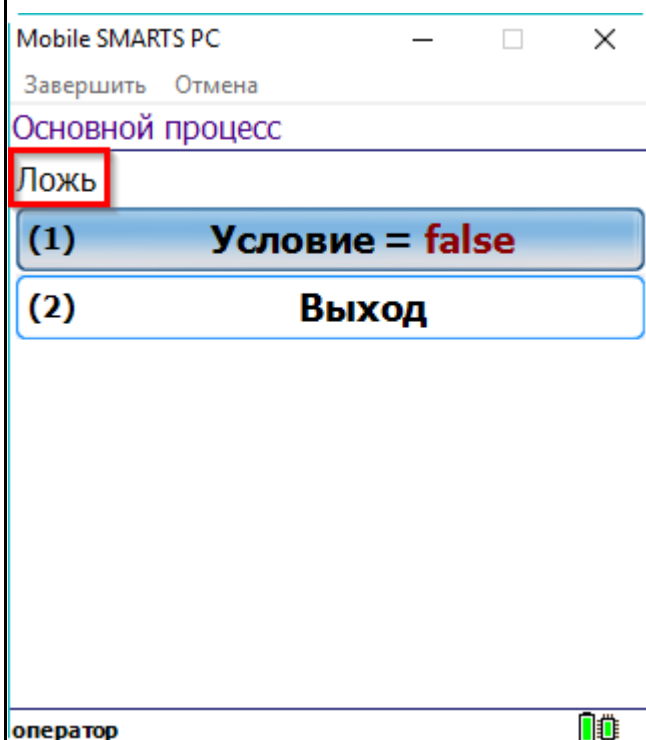 Mobile SMARTS PC
Завершить Отмена
Основной процесс
Ложь
(1) Условие = false
(2) Выход
оператор